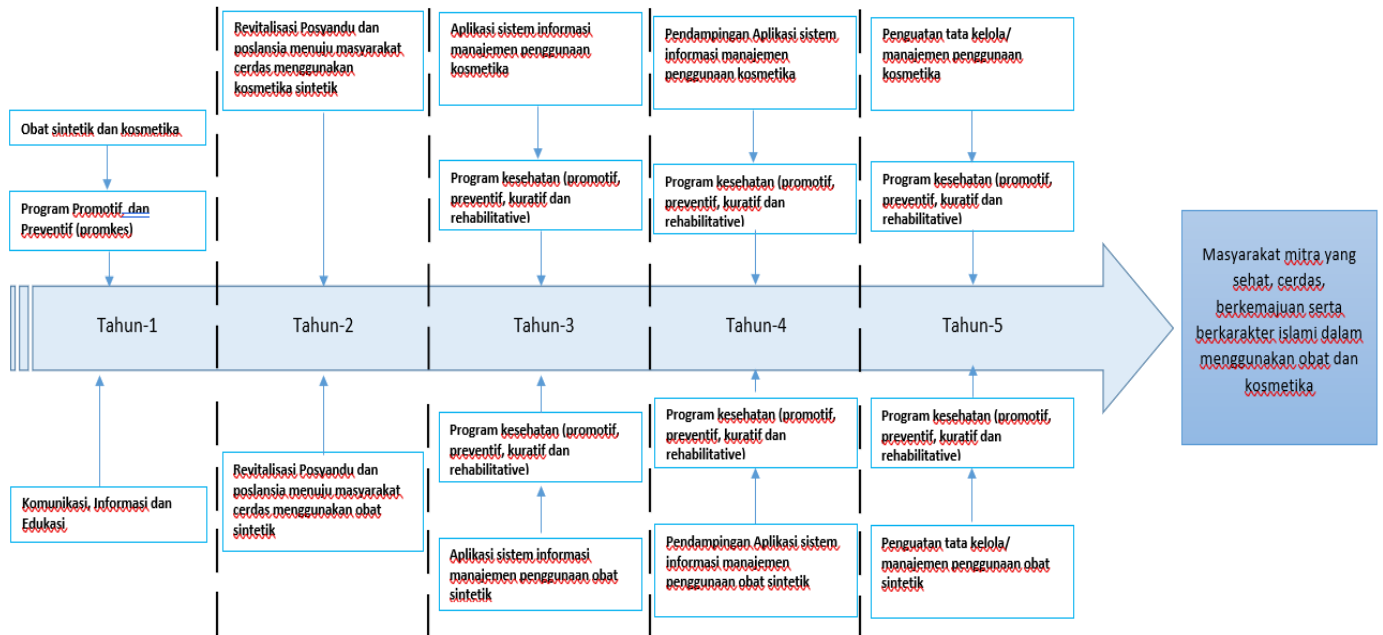 Obat sintetik dan kosmetika
Program Promotif, dan
Preventif (promkes)
Revitalisasi Posyandu dan
poslansia menuju masyarakat
cerdas menggunakan
kosmetika sintetik
Aplikasi sistem informasi
manajemen penggunaan
kosmetika
Program kesehatan (promotif,
preventif, kuratif dan
rehabilitative)
Pendampingan Aplikasi sistem
informasi manajemen
penggunaan kosmetika
Program kesehatan (promotif,
preventif, kuratif dan
rehabilitative)
Penguatan tata kelola/
manajemen penggunaan
kosmetika
Program kesehatan (promotif,
preventif, kuratif dan
rehabilitative)
Tahun-1
Tahun-2
Tahun-3
Tahun-4
Tahun-5
Masyarakat mitra yang
sehat, cerdas,
berkemajuan serta
berkarakter islami dalam
menggunakan obat dan
kosmetika
Komunikasi, Informasi dan
Edukasi
Revitalisasi Posyandu dan
poslansia menuju masyarakat
cerdas menggunakan obat
sintetik
Program kesehatan (promotif,
preventif, kuratif dan
rehabilitative)
Aplikasi sistem informasi
manajemen penggunaan obat
sintetik
Program kesehatan (promotif,
preventif, kuratif dan
rehabilitative)
Pendampingan Aplikasi sistem
informasi manajemen
penggunaan obat sintetik
Program kesehatan (promotif,
preventif, kuratif dan
rehabilitative)
Penguatan tata kelola/
manajemen penggunaan obat
sintetik